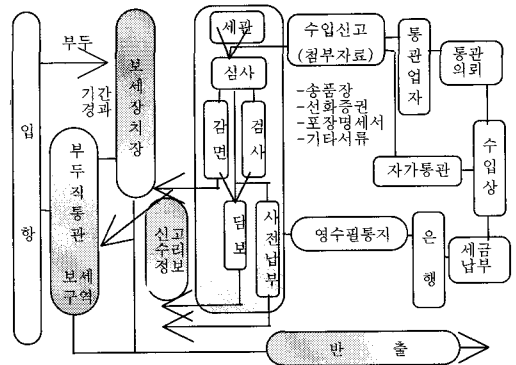 입항
부두
기간
경과
보세장치장
부두직통관
보세
구역
신고
수리
정보
세관
심사
감면
검사
담보
사전납부
수입신고
(첨부자료)
-송품장
-선화증권
-포장명세서
-기타서류
통관업자
통관
의뢰
자가통관
수입상
영수필통지
은행
세금
납부
반출